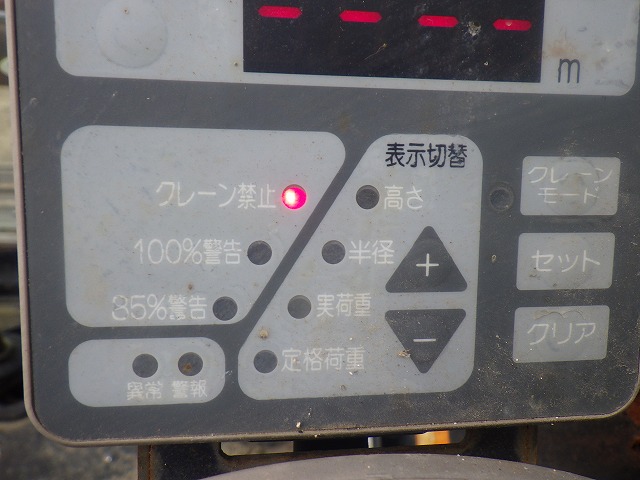 - - - -
m
表示切替
クレーン禁止
高さ
クレーン
モード
100%警告
半径
+
セット
85%警告
実荷重
-
クリア
定格荷重
異常 警報